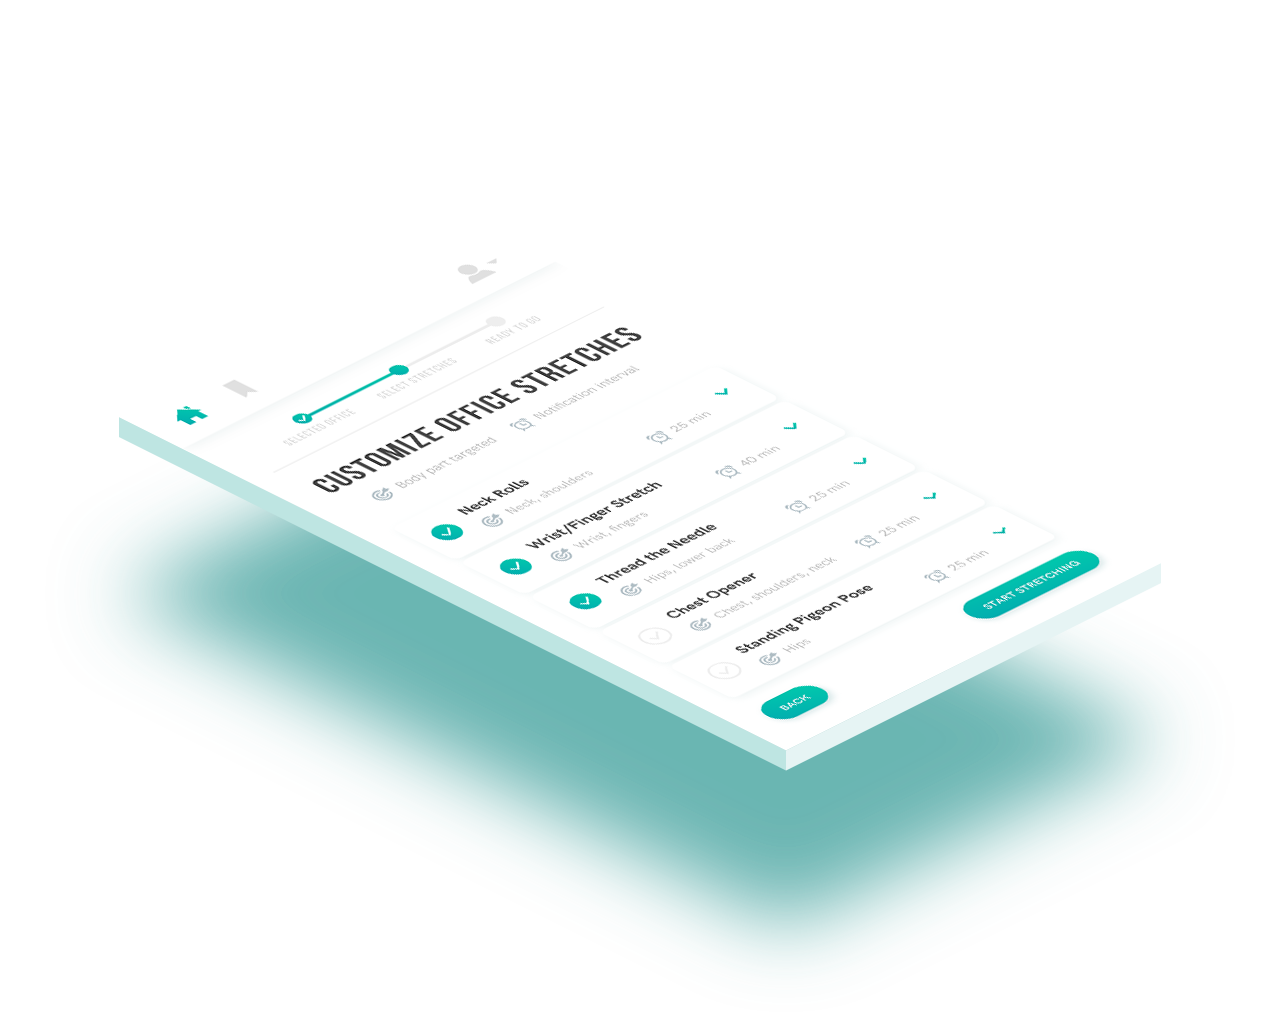 SELECTED OFFICE
SELECT STRETCHES
READY TO GO
CUSTOMIZE OFFICE STRETCHES
Body part targeted
Notification interval
Neck Rolls
Neck, shoulders
25 min
Wrist/Finger Stretch
Wrist, fingers
40 min
Thread the Needle
Hips, lower back
25 min
Chest Opener
Chest, shoulders, neck
25 min
Standing Pigeon Pose
Hips
25 min
BACK
START STRETCHING